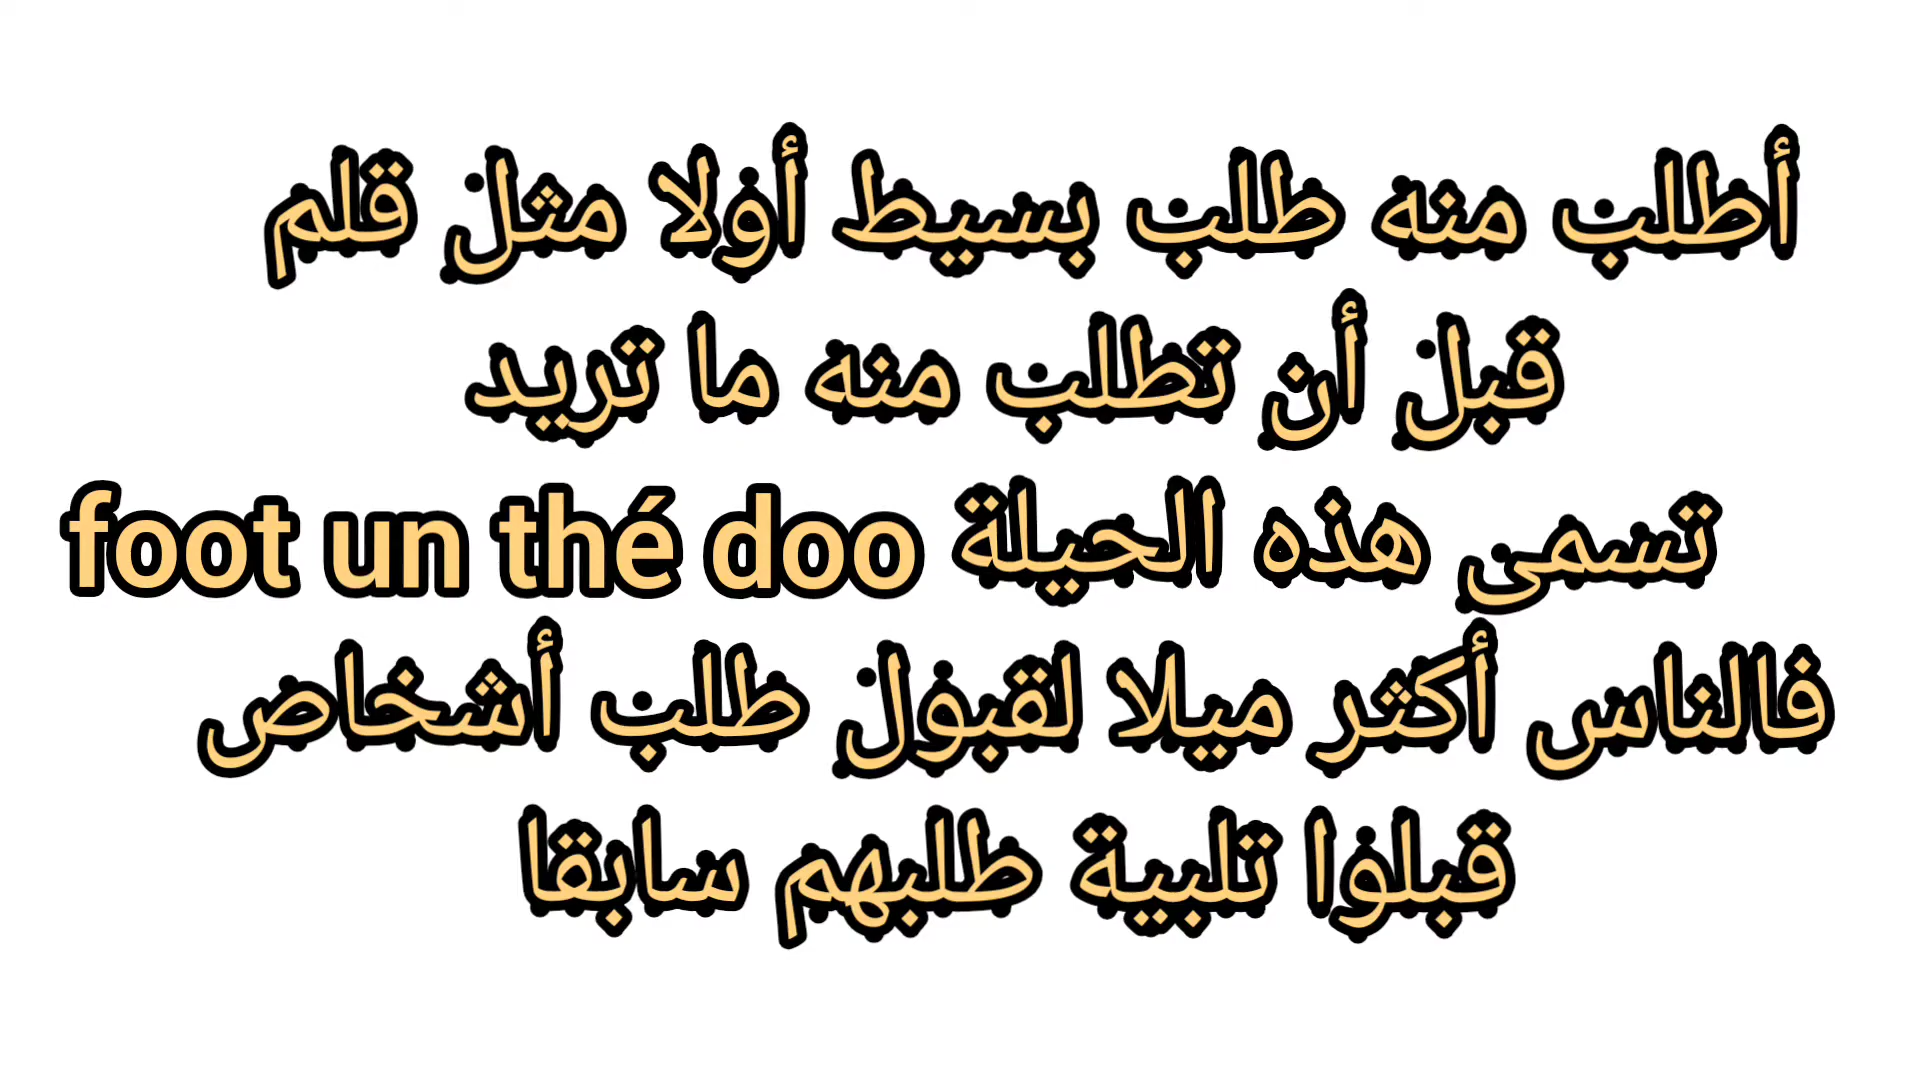 أطلب منه طلب بسيط أولا مثل قلم
قبل أن تطلب منه ما تريد
تسمى هذه الحيلة foot un thé doo
فالناس أكثر ميلا لقبول طلب أشخاص
قبلوا تلبية طلبهم سابقا